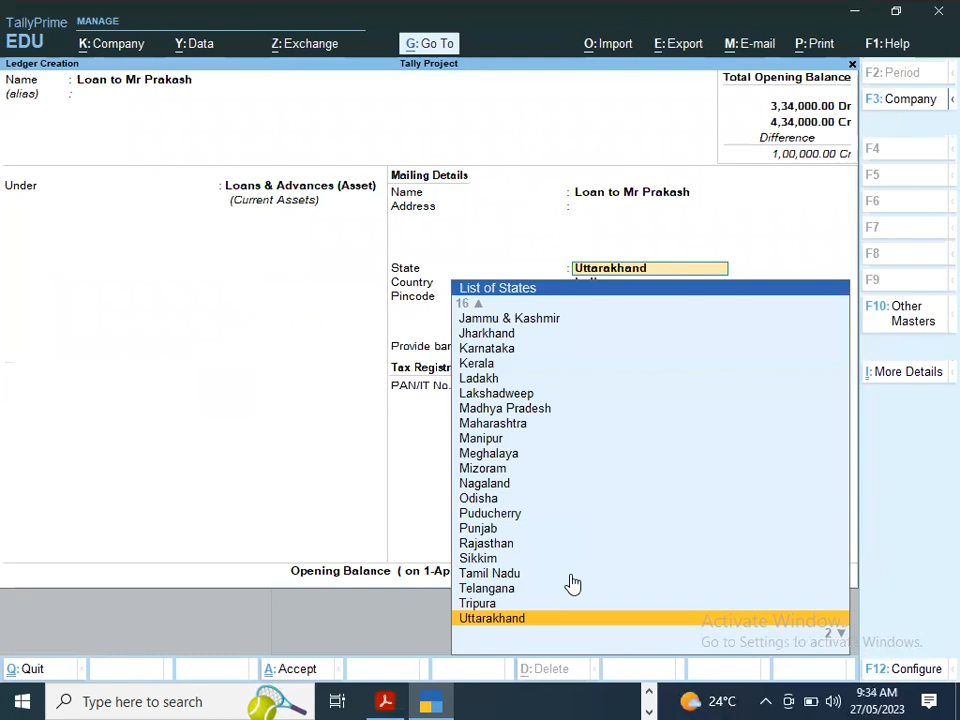 TallyPrime MANAGE
EDU K: Company Y: Data Z: Exchange G: Go To O: Import E: Export M: E-mail P: Print F1: Help
Ledger Creation Tally Project
Name : Loan to Mr Prakash
(alias) :
Total Opening Balance
3,34,000.00 Dr
4,34,000.00 Cr
Difference
1,00,000.00 Cr
Under : Loans & Advances (Asset)
(Current Assets)
Mailing Details
Name : Loan to Mr Prakash
Address :
State : Uttarakhand
Country
Pincode
Provide ban
Tax Registr
PAN/IT No.
List of States
16
Jammu & Kashmir
Jharkhand
Karnataka
Kerala
Ladakh
Lakshadweep
Madhya Pradesh
Maharashtra
Manipur
Meghalaya
Mizoram
Nagaland
Odisha
Puducherry
Punjab
Rajasthan
Sikkim
Tamil Nadu
Telangana
Tripura
Uttarakhand
2
Opening Balance ( on 1-Ap
F2: Period
F3: Company
F4
F5
F6
F7
F8
F9
F10: Other
Masters
I: More Details
Activate Window
Go to Settings to activate Windows.
Q: Quit A: Accept D: Delete F12: Configure
Type here to search 24°C 9:34 AM
27/05/2023